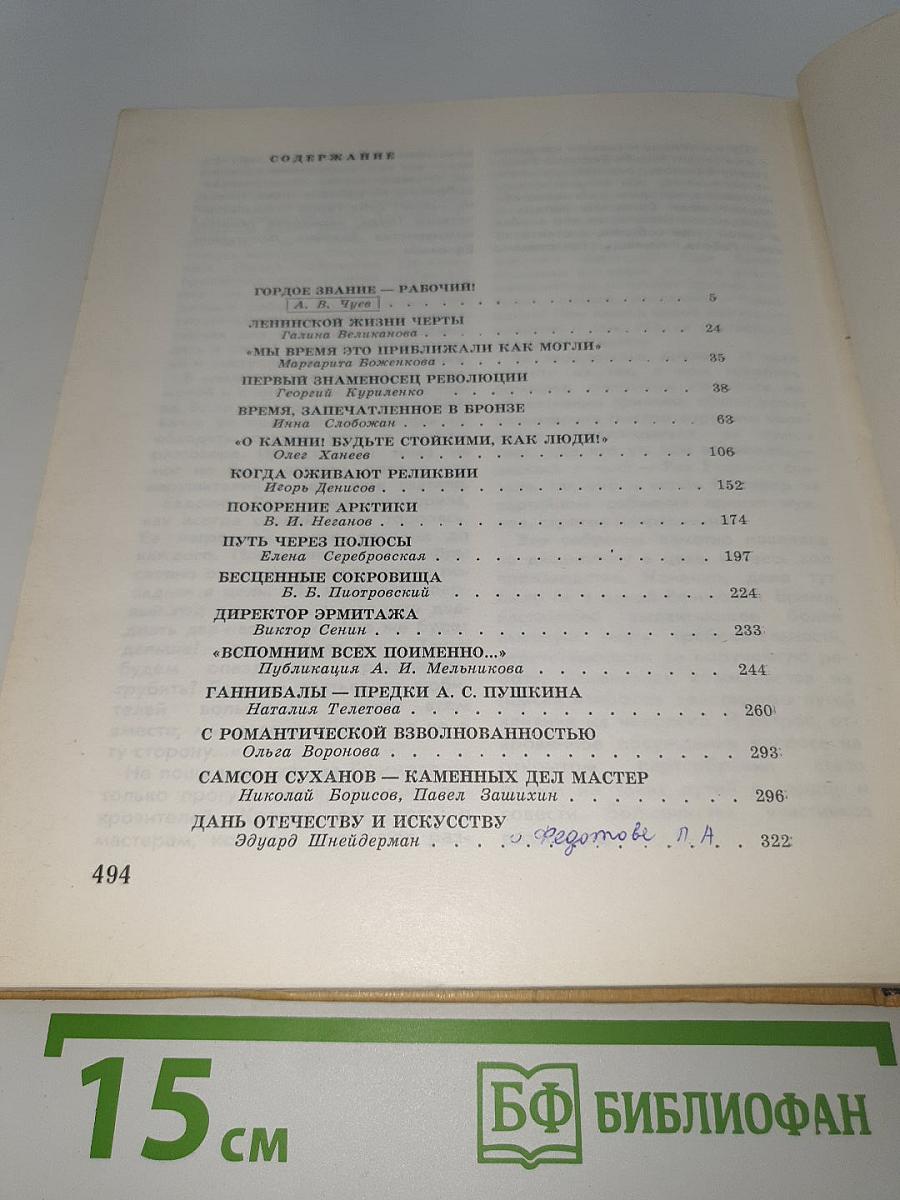 СОДЕРЖАНИЕ
ГОРДОЕ ЗВАНИЕ — РАБОЧИЙ!
А. В. Чуев . . . . . . . . . . . . . . . . 5
ЛЕНИНСКОЙ ЖИЗНИ ЧЕРТЫ
Галина Великанова . . . . . . . . . . . . . . . 24
«МЫ ВРЕМЯ ЭТО ПРИБЛИЖАЛИ КАК МОГЛИ»
Маргарита Боженкова . . . . . . . . . . . . . . 35
ПЕРВЫЙ ЗНАМЕНОСЕЦ РЕВОЛЮЦИИ
Георгий Куриленко . . . . . . . . . . . . . . 38
ВРЕМЯ, ЗАПЕЧАТЛЕННОЕ В БРОНЗЕ
Инна Слобожан . . . . . . . . . . . . . . . . 63
«О КАМНИ! БУДЬТЕ СТОЙКИМИ, КАК ЛЮДИ!»
Олег Ханеев . . . . . . . . . . . . . . . 106
КОГДА ОЖИВАЮТ РЕЛИКВИИ
Игорь Денисов . . . . . . . . . . . . . . . . 152
ПОКОРЕНИЕ АРКТИКИ
В. И. Неганов . . . . . . . . . . . . . . . . 174
ПУТЬ ЧЕРЕЗ ПОЛЮСЫ
Елена Серебровская . . . . . . . . . . . . . . 197
БЕСЦЕННЫЕ СОКРОВИЩА
Б. Б. Пиотровский . . . . . . . . . . . . . 224
ДИРЕКТОР ЭРМИТАЖА
Виктор Сенин . . . . . . . . . . . . . . . . 233
«ВСПОМНИМ ВСЕХ ПОИМЕННО...»
Публикация А. И. Мельникова . . . . . . . . . . 244
ГАННИБАЛЫ — ПРЕДКИ А. С. ПУШКИНА
Наталия Телетова . . . . . . . . . . . . . . . 260
С РОМАНТИЧЕСКОЙ ВЗВОЛНОВАННОСТЬЮ
Ольга Воронова . . . . . . . . . . . . . . . 293
САМСОН СУХАНОВ — КАМЕННЫХ ДЕЛ МАСТЕР
Николай Борисов, Павел Зашихин . . . . . . . . 296
ДАНЬ ОТЕЧЕСТВУ И ИСКУССТВУ
Эдуард Шнейдерман . . . . о Федотове Л. А. . . 322
494
15 см
БФ БИБЛИОФАН